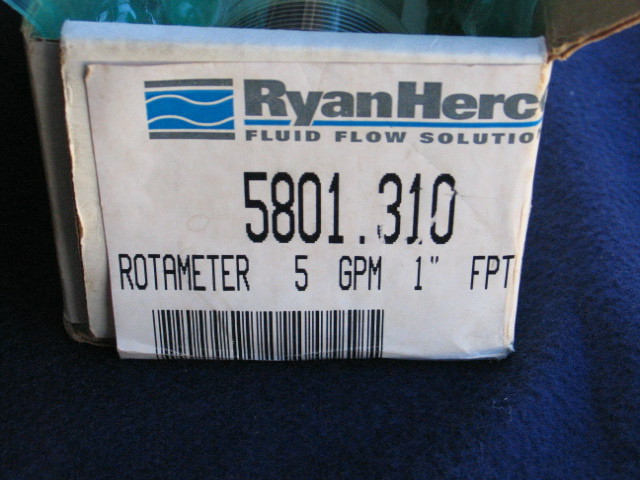 RyanHerc
FLUID FLOW SOLUTIO
5801.310
ROTAMETER 5 GPM 1" FPT